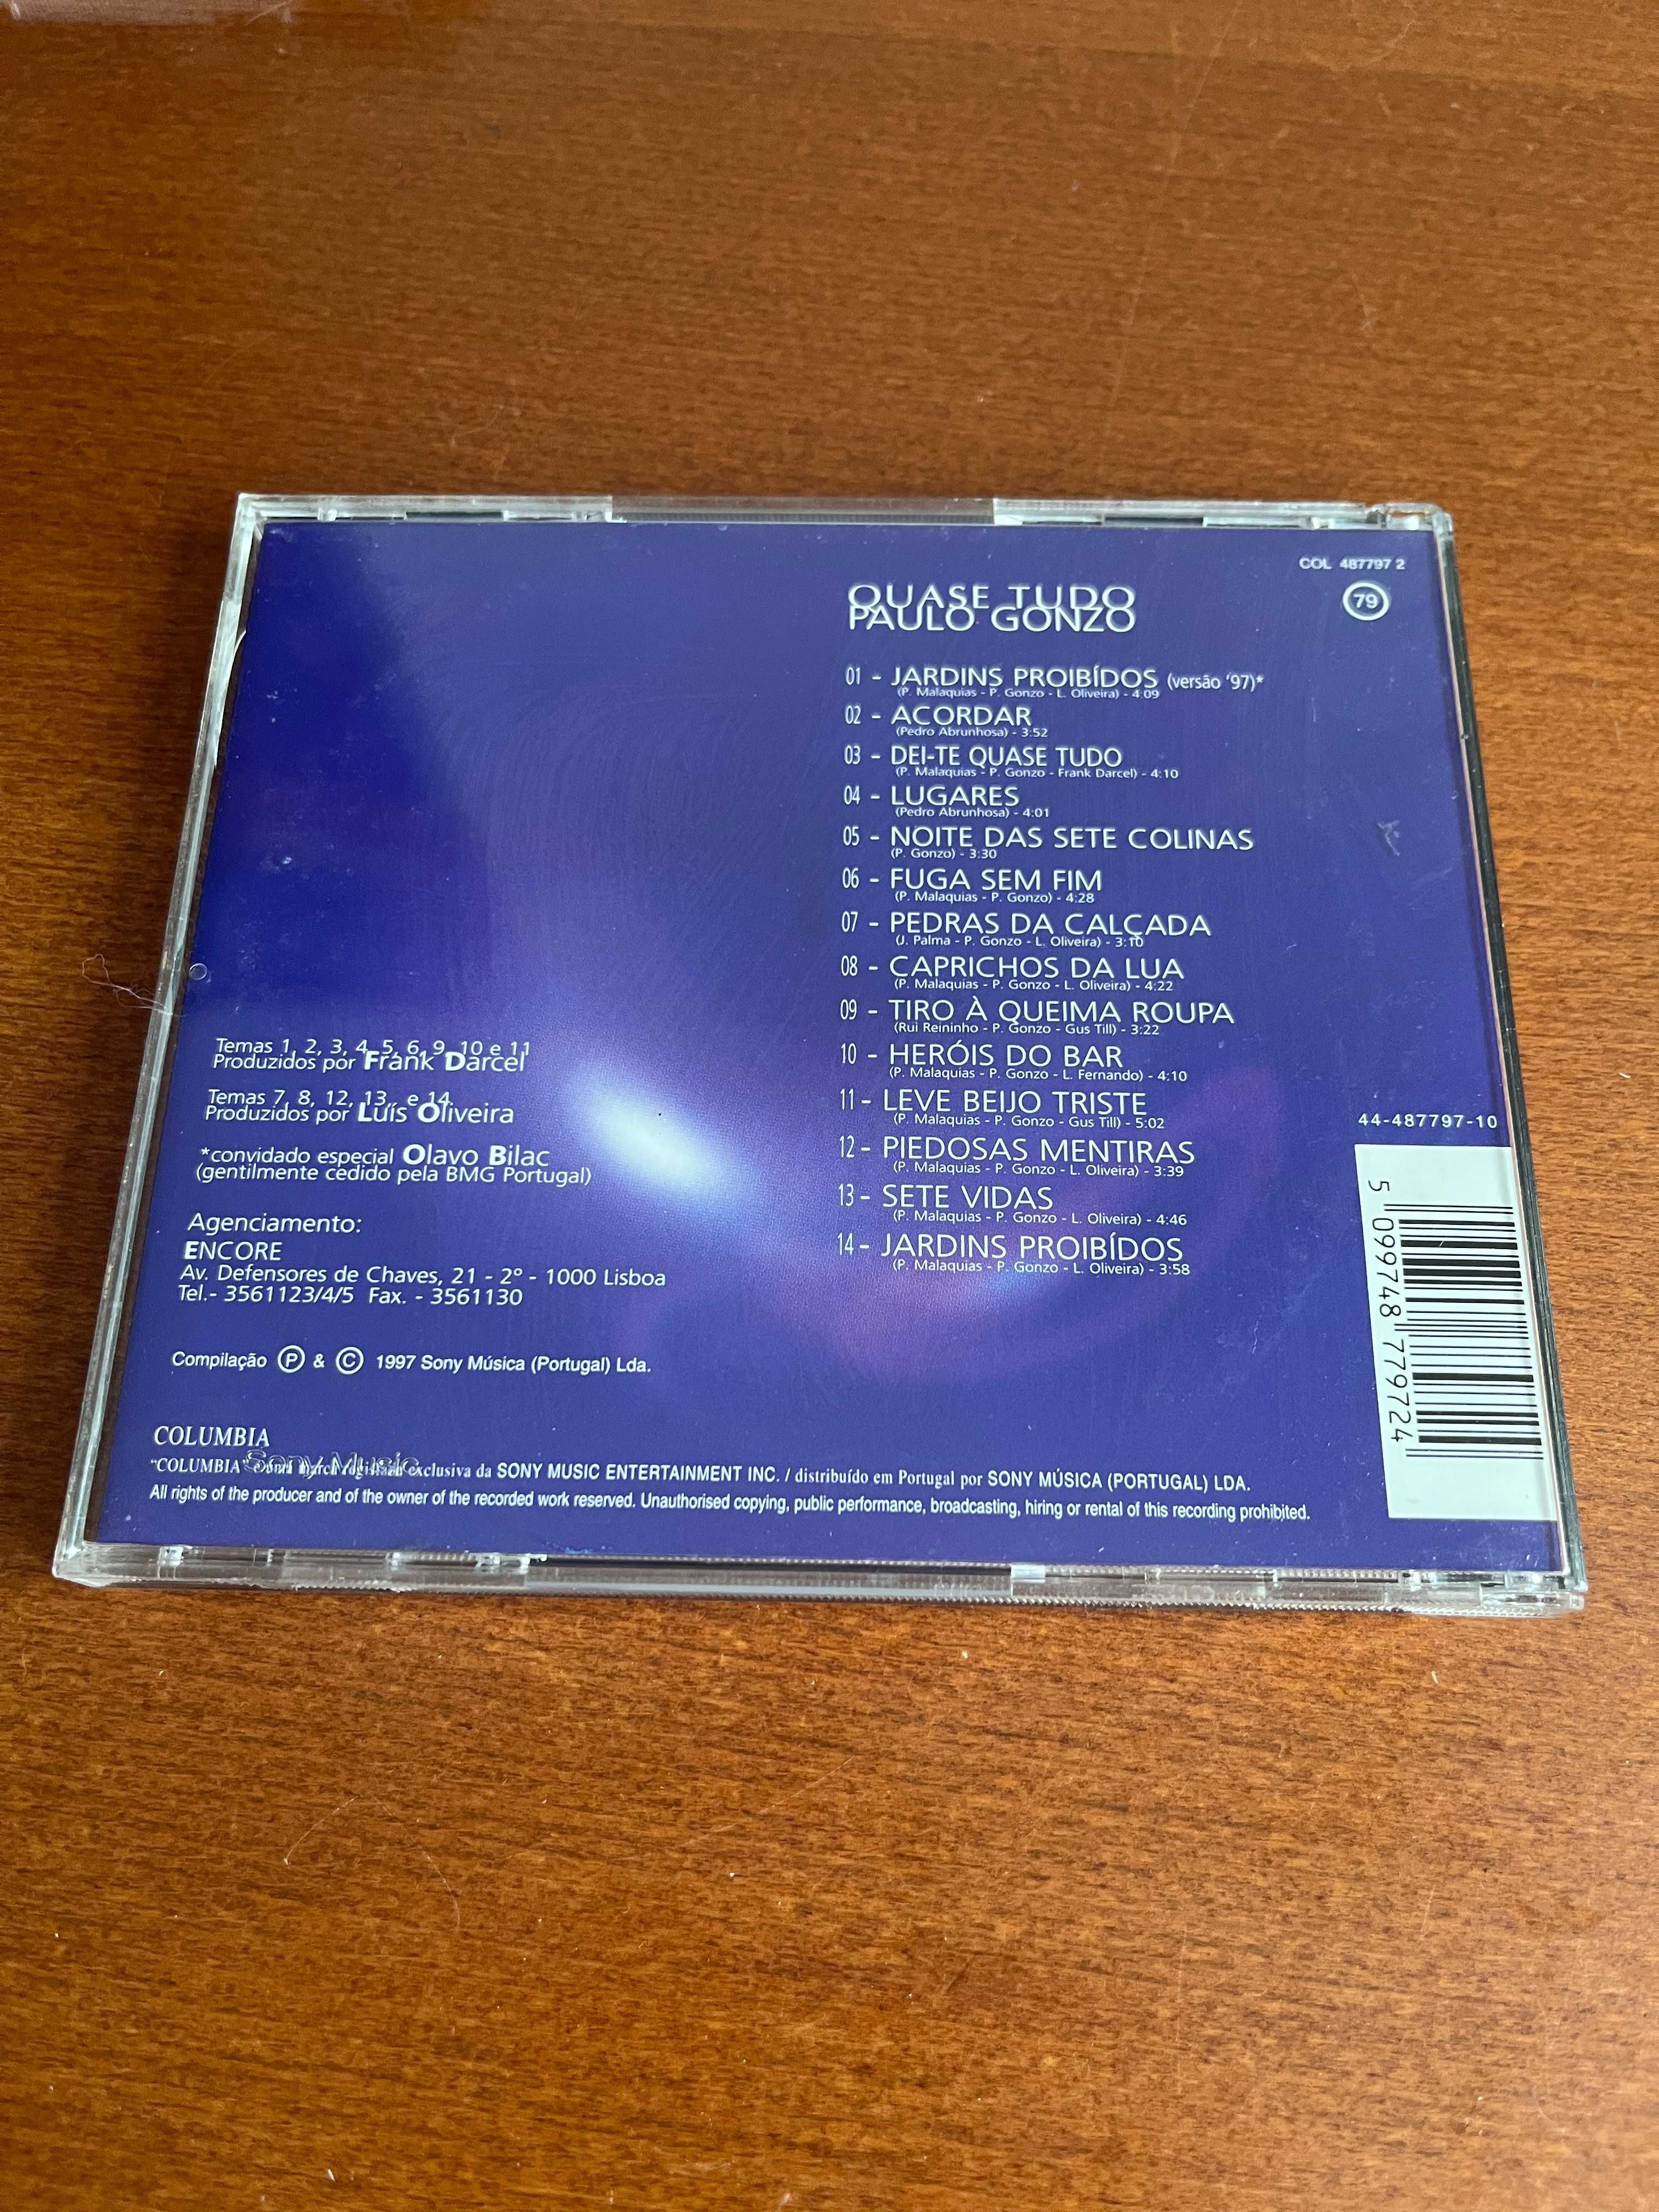 COL 487797 2
79
QUASE TUDO
PAULO GONZO
01 - JARDINS PROIBÍDOS (versão '97)*
(P. Malaquias - P. Gonzo - L. Oliveira) - 4:09
02 - ACORDAR
(Pedro Abrunhosa) - 3:52
03 - DEI-TE QUASE TUDO
(P. Malaquias - P. Gonzo - Frank Darcel) - 4:10
04 - LUGARES
(Pedro Abrunhosa) - 4:01
05 - NOITE DAS SETE COLINAS
(P. Gonzo) - 3:30
06 - FUGA SEM FIM
(P. Malaquias - P. Gonzo) - 4:28
07 - PEDRAS DA CALÇADA
(J. Palma - P. Gonzo - L. Oliveira) - 3:10
08 - CAPRICHOS DA LUA
(P. Malaquias - P. Gonzo - L. Oliveira) - 4:22
09 - TIRO À QUEIMA ROUPA
(Rui Reininho - P. Gonzo - Gus Till) - 3:22
10 - HERÓIS DO BAR
(P. Malaquias - P. Gonzo - L. Fernando) - 4:10
11 - LEVE BEIJO TRISTE
(P. Malaquias - P. Gonzo - Gus Till) - 5:02
12 - PIEDOSAS MENTIRAS
(P. Malaquias - P. Gonzo - L. Oliveira) - 3:39
13 - SETE VIDAS
(P. Malaquias - P. Gonzo - L. Oliveira) - 4:46
14 - JARDINS PROIBÍDOS
(P. Malaquias - P. Gonzo - L. Oliveira) - 3:58
Temas 1, 2, 3, 4, 5, 6, 9, 10 e 11
Produzidos por Frank Darcel
Temas 7, 8, 12, 13, e 14
Produzidos por Luís Oliveira
*convidado especial Olavo Bilac
(gentilmente cedido pela BMG Portugal)
Agenciamento:
ENCORE
Av. Defensores de Chaves, 21 - 2º - 1000 Lisboa
Tel.- 3561123/4/5 Fax. - 3561130
Compilação Ⓟ & © 1997 Sony Música (Portugal) Lda.
44-487797-10
5 099748 779724
COLUMBIA
Sony Music
"COLUMBIA" é uma marca registada exclusiva da SONY MUSIC ENTERTAINMENT INC. / distribuído em Portugal por SONY MÚSICA (PORTUGAL) LDA.
All rights of the producer and of the owner of the recorded work reserved. Unauthorised copying, public performance, broadcasting, hiring or rental of this recording prohibited.